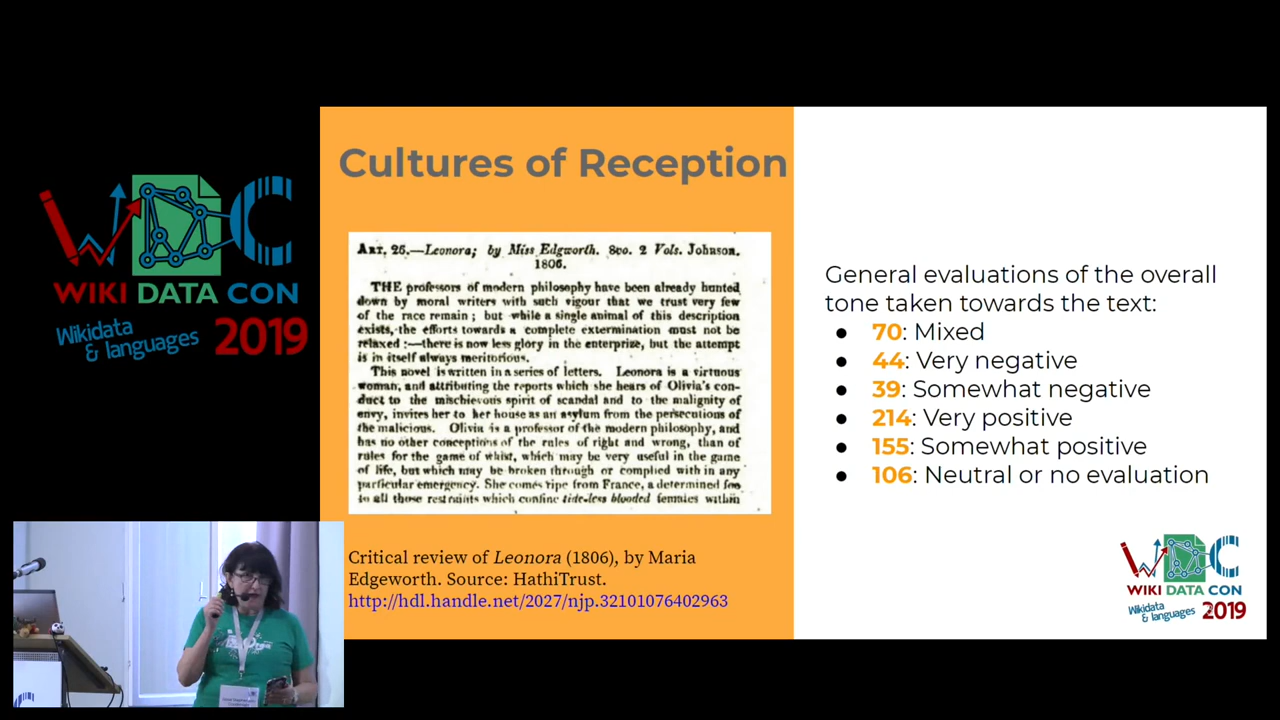 WIKI DATA CON
Wikidata
& languages 2019
Cultures of Reception
ART. 26.—Leonora; by Miss Edgworth. 8vo. 2 Vols. Johnson.
1806.
THE professors of modern philosophy have been already hunted
down by moral writers with such vigour that we trust very few
of the race remain; but while a single animal of this description
exists, the efforts towards a complete extermination must not be
relaxed:—there is now less glory in the enterprize, but the attempt
is in itself always meritorious.
This novel is written in a series of letters. Leonora is a virtuous
woman, and attributing the reports which she hears of Olivia's con-
duct to the mischievous spirit of scandal and to the malignity of
envy, invites her to her house as an asylum from the persecutions of
the malicious. Olivia is a professor of the modern philosophy, and
has no other conceptions of the rules of right and wrong, than of
rules for the game of whist, which may be very useful in the game
of life, but which may be broken through or complied with in any
particular emergency. She comes ripe from France, a determined foe
to all those restraints which confine tide-less blooded females within
Critical review of Leonora (1806), by Maria
Edgeworth. Source: HathiTrust.
http://hdl.handle.net/2027/njp.32101076402963
General evaluations of the overall
tone taken towards the text:
● 70: Mixed
● 44: Very negative
● 39: Somewhat negative
● 214: Very positive
● 155: Somewhat positive
● 106: Neutral or no evaluation
WIKI DATA CON
Wikidata
& languages 2019